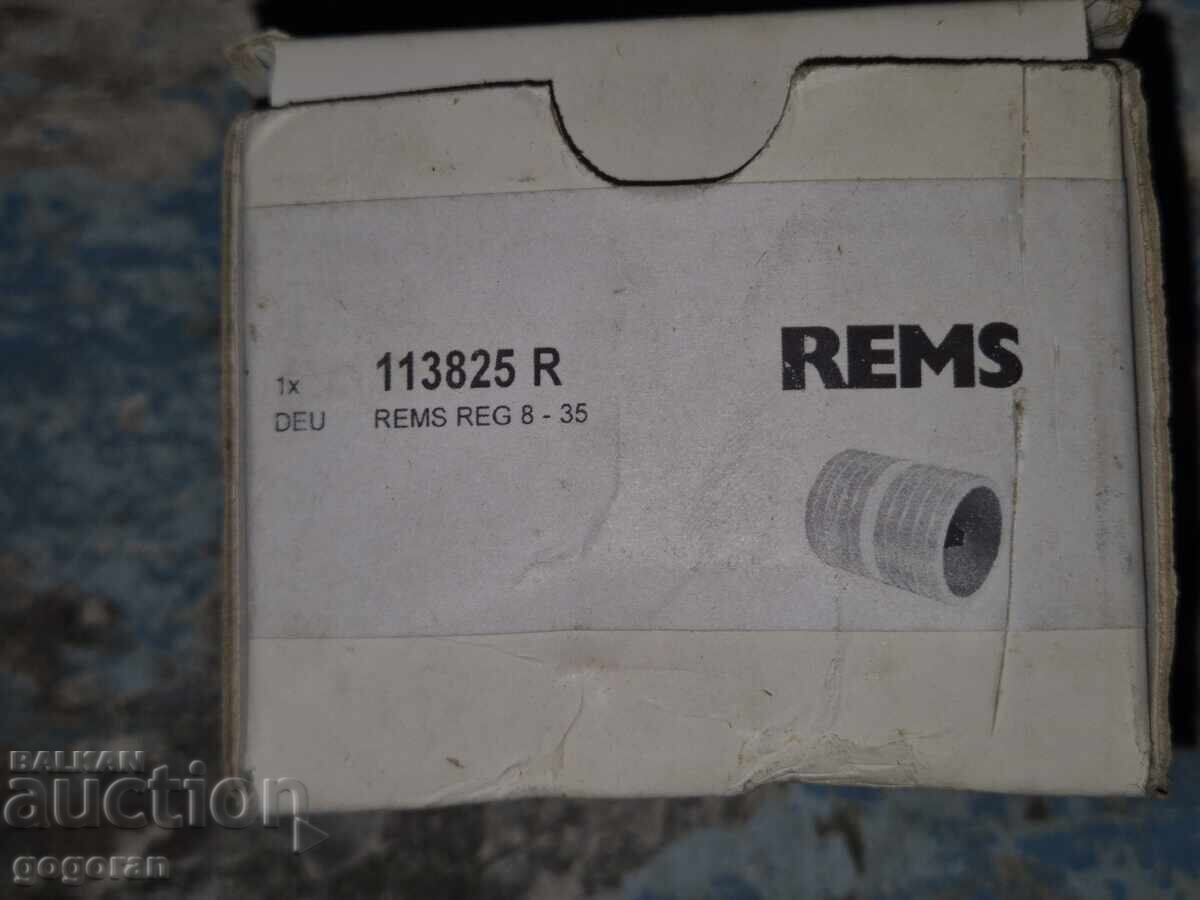 1x 113825 R
DEU REMS REG 8 - 35
REMS
BALKAN
auction
gogoran